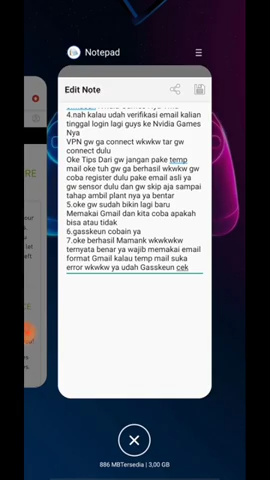 Notepad
Edit Note
4.nah kalau udah verifikasi email kalian
tinggal login lagi guys ke Nvidia Games
Nya
VPN gw ga connect wkwkw tar gw
connect dulu
Oke Tips Dari gw jangan pake temp
mail oke tuh gw ga berhasil wkwkw gw
coba register dulu pake email asli ya
gw sensor dulu dan gw skip aja sampai
tahap ambil plant nya ya bentar
5.oke gw sudah bikin lagi baru
Memakai Gmail dan kita coba apakah
bisa atau tidak
6.gasskeun cobain ya
7.oke berhasil Mamank wkwkwkw
ternyata benar ya wajib memakai email
format Gmail kalau temp mail suka
error wkwkw ya udah Gasskeun cek
886 MBTersedia | 3,00 GB